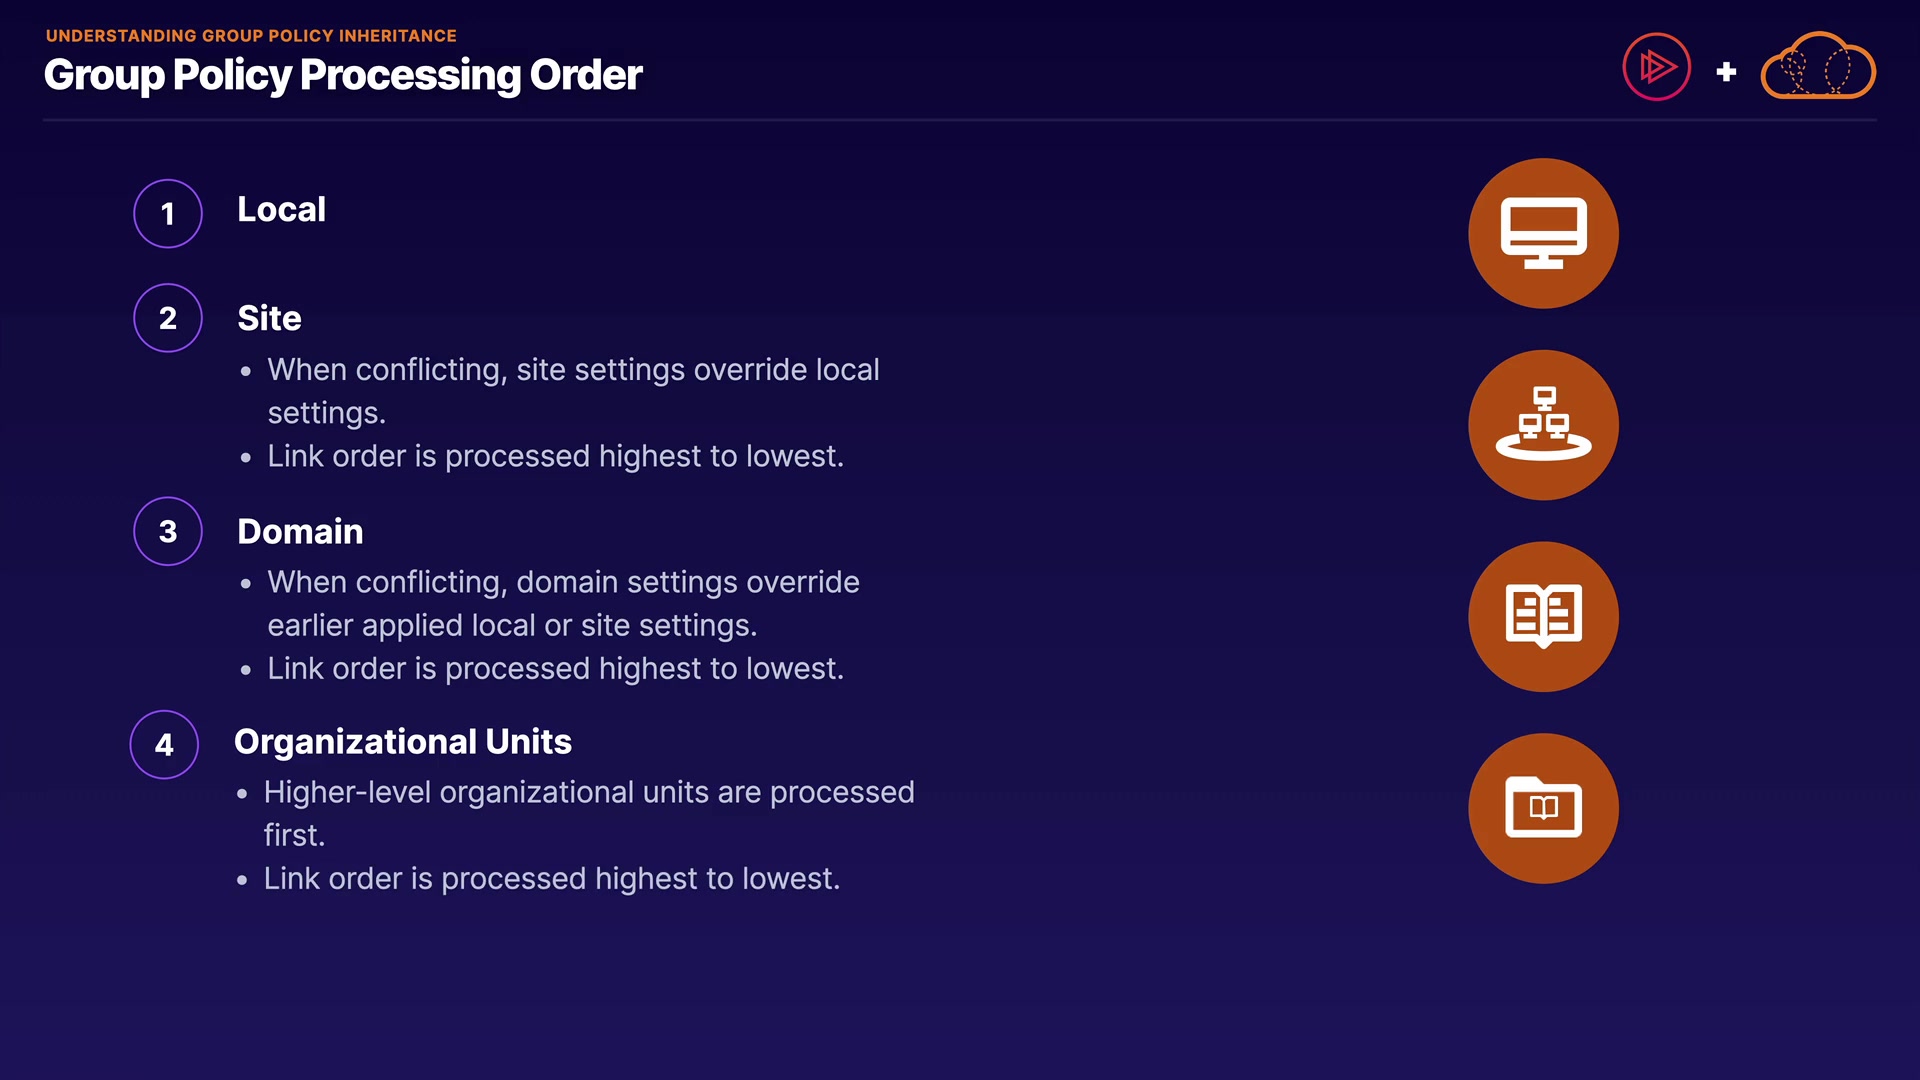 UNDERSTANDING GROUP POLICY INHERITANCE
Group Policy Processing Order
+
1
Local
2
Site
• When conflicting, site settings override local
settings.
• Link order is processed highest to lowest.
3
Domain
• When conflicting, domain settings override
earlier applied local or site settings.
• Link order is processed highest to lowest.
4
Organizational Units
• Higher-level organizational units are processed
first.
• Link order is processed highest to lowest.